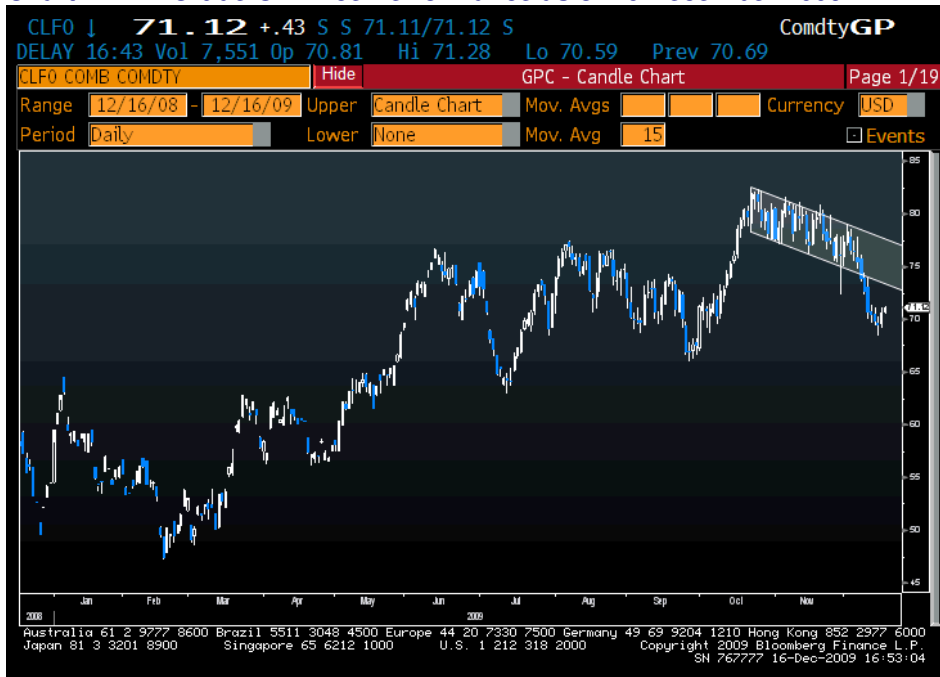 CLF0 ↓ 71.12 +.43 S S 71.11/71.12 S ComdtyGP
DELAY 16:43 Vol 7,551 Op 70.81 Hi 71.28 Lo 70.59 Prev 70.69
CLF0 COMB COMDTY Hide GPC - Candle Chart Page 1/19
Range 12/16/08 - 12/16/09 Upper Candle Chart Mov. Avgs Currency USD
Period Daily Lower None Mov. Avg 15 Events
85
80
75
71.12
70
65
60
55
50
45
Jan Feb Mar Apr May Jun Jul Aug Sep Oct Nov
2008 2009
Australia 61 2 9777 8600 Brazil 5511 3048 4500 Europe 44 20 7330 7500 Germany 49 69 9204 1210 Hong Kong 852 2977 6000
Japan 81 3 3201 8900 Singapore 65 6212 1000 U.S. 1 212 318 2000 Copyright 2009 Bloomberg Finance L.P.
SN 767777 16-Dec-2009 16:53:04